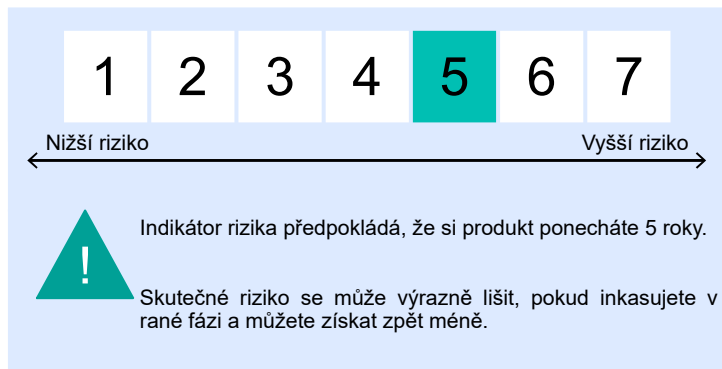 1 2 3 4 5 6 7
Nižší riziko Vyšší riziko
!
Indikátor rizika předpokládá, že si produkt ponecháte 5 roky.
Skutečné riziko se může výrazně lišit, pokud inkasujete v
rané fázi a můžete získat zpět méně.